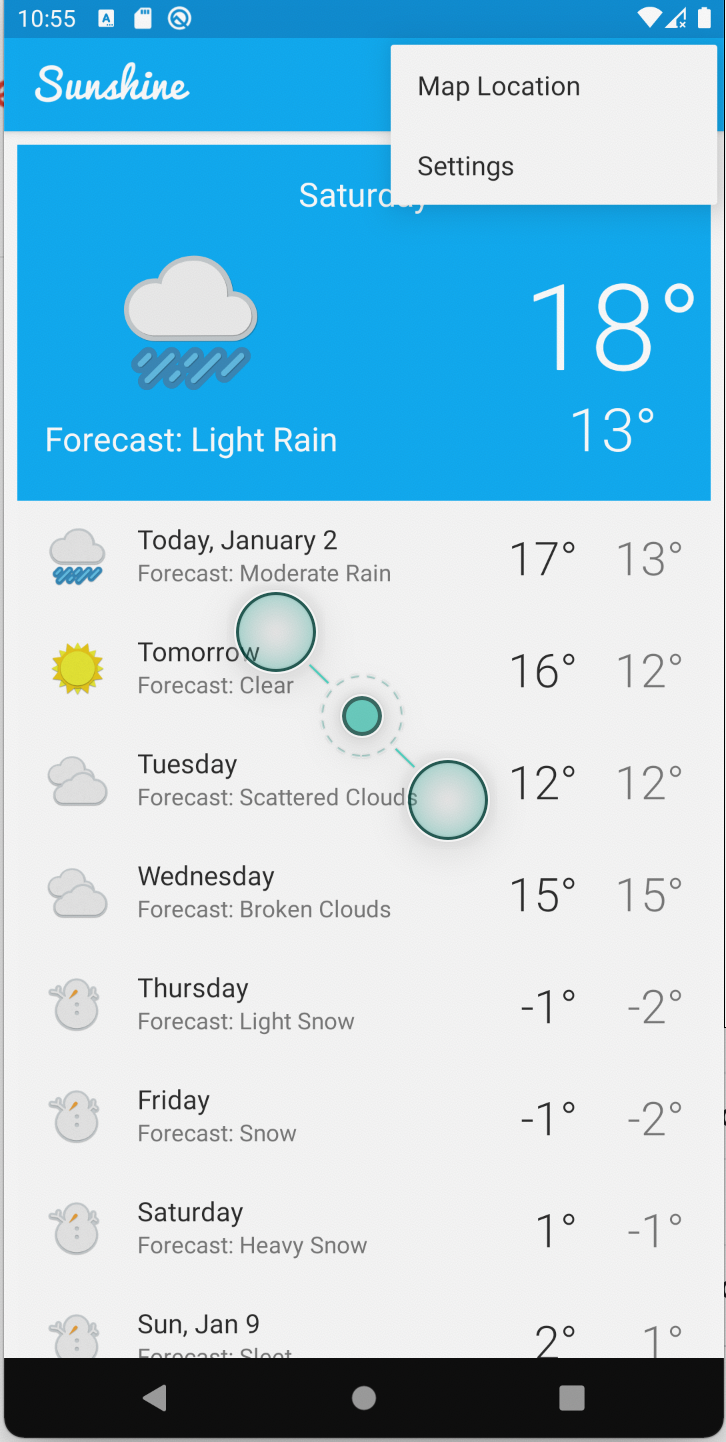 10:55
Sunshine
Map Location
Settings
Saturday
18°
13°
Forecast: Light Rain
Today, January 2
Forecast: Moderate Rain
17° 13°
Tomorrow
Forecast: Clear
16° 12°
Tuesday
Forecast: Scattered Clouds
12° 12°
Wednesday
Forecast: Broken Clouds
15° 15°
Thursday
Forecast: Light Snow
-1° -2°
Friday
Forecast: Snow
-1° -2°
Saturday
Forecast: Heavy Snow
1° -1°
Sun, Jan 9
Forecast: Sleet
2° 1°